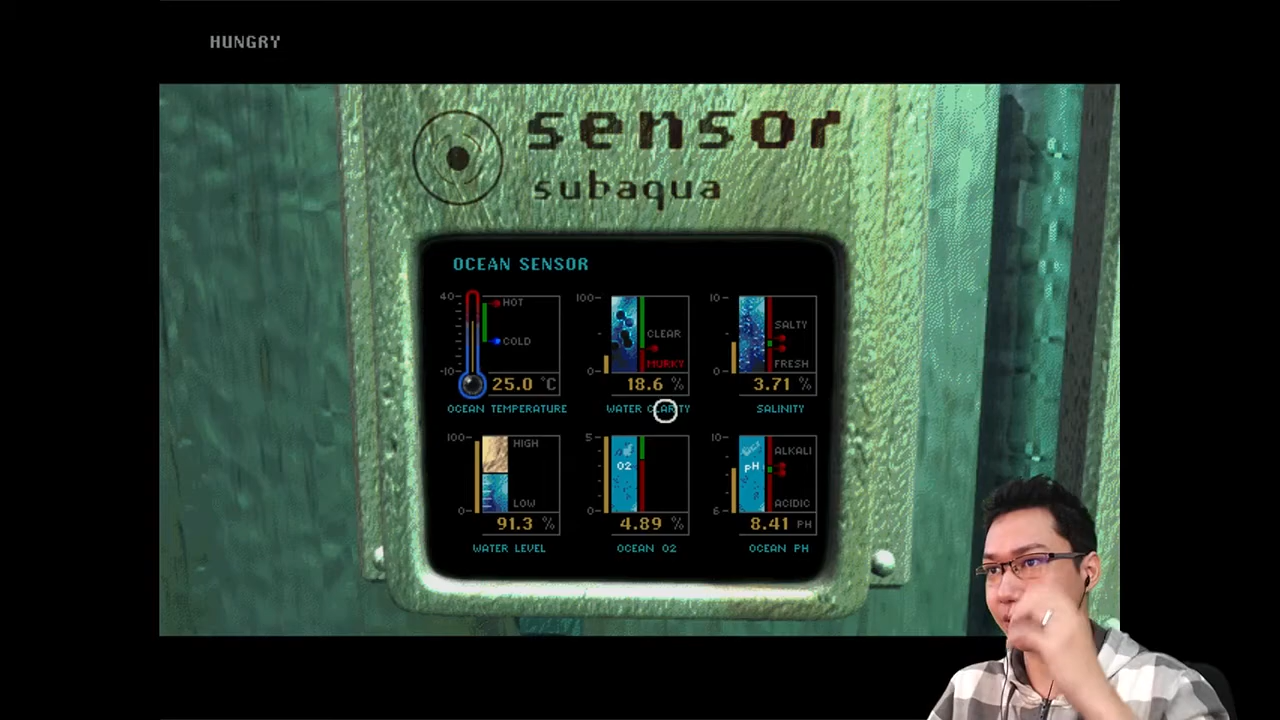 HUNGRY
sensor
subaqua
OCEAN SENSOR
40
HOT
COLD
-10
25.0 °C
OCEAN TEMPERATURE
100
CLEAR
MURKY
0
18.6 %
WATER CLARITY
10
SALTY
FRESH
0
3.71 %
SALINITY
100
HIGH
LOW
0
91.3 %
WATER LEVEL
5
O2
0
4.89 %
OCEAN O2
10
ALKALI
pH
ACIDIC
6
8.41 PH
OCEAN PH